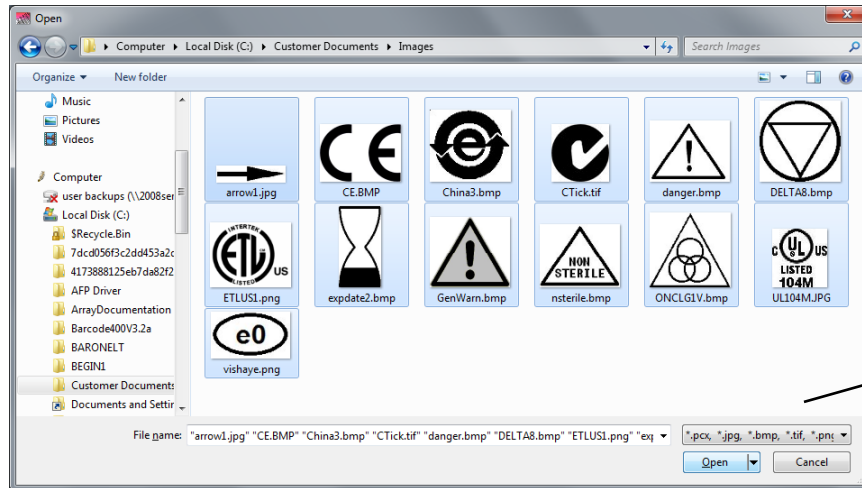 Open
Computer ▸ Local Disk (C:) ▸ Customer Documents ▸ Images
Search Images
Organize New folder
Music
Pictures
Videos
Computer
user backups (\\2008ser
Local Disk (C:)
$Recycle.Bin
7dcd056f3c2dd453a2c
4173888125eb7da82f2
AFP Driver
ArrayDocumentation
Barcode400V3.2a
BARONELT
BEGIN1
Customer Documents
Documents and Settir
CE
e
C
arrow1.jpg CE.BMP China3.bmp CTick.tif danger.bmp DELTA8.bmp
INTERTEK
ETL
US
LISTED
NON
STERILE
c UL US
LISTED
104M
ETLUS1.png expdate2.bmp GenWarn.bmp nsterile.bmp ONCLG1V.bmp UL104M.JPG
e0
vishaye.png
File name: "arrow1.jpg" "CE.BMP" "China3.bmp" "CTick.tif" "danger.bmp" "DELTA8.bmp" "ETLUS1.png" "exp *.pcx, *.jpg, *.bmp, *.tif, *.png
Open Cancel